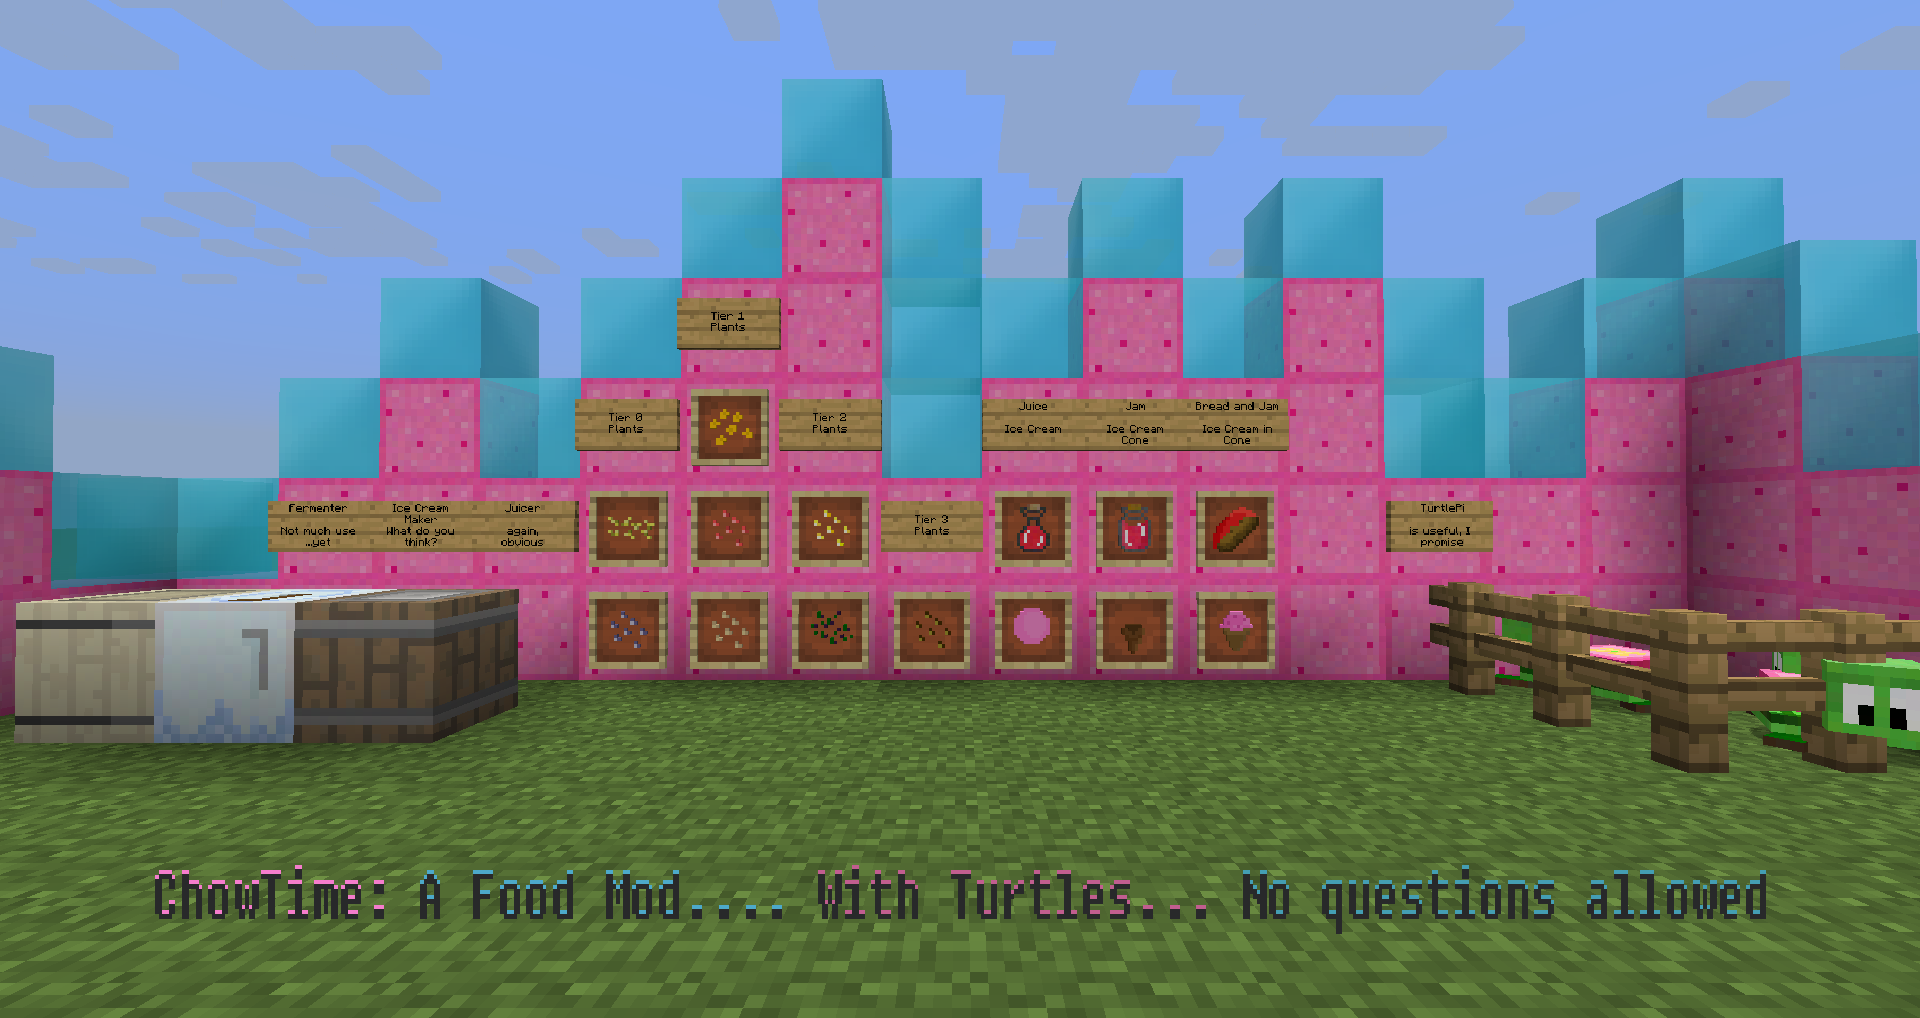 Tier 1
Plants
Tier 0
Plants
Tier 2
Plants
Juice
Ice Cream
Jam
Ice Cream
Cone
Bread and Jam
Ice Cream in
Cone
Fermenter
Not much use
...yet
Ice Cream
Maker
What do you
think?
Juicer
again,
obvious
Tier 3
Plants
TurtlePi
is useful, I
promise
ChowTime: A Food Mod.... With Turtles... No questions allowed